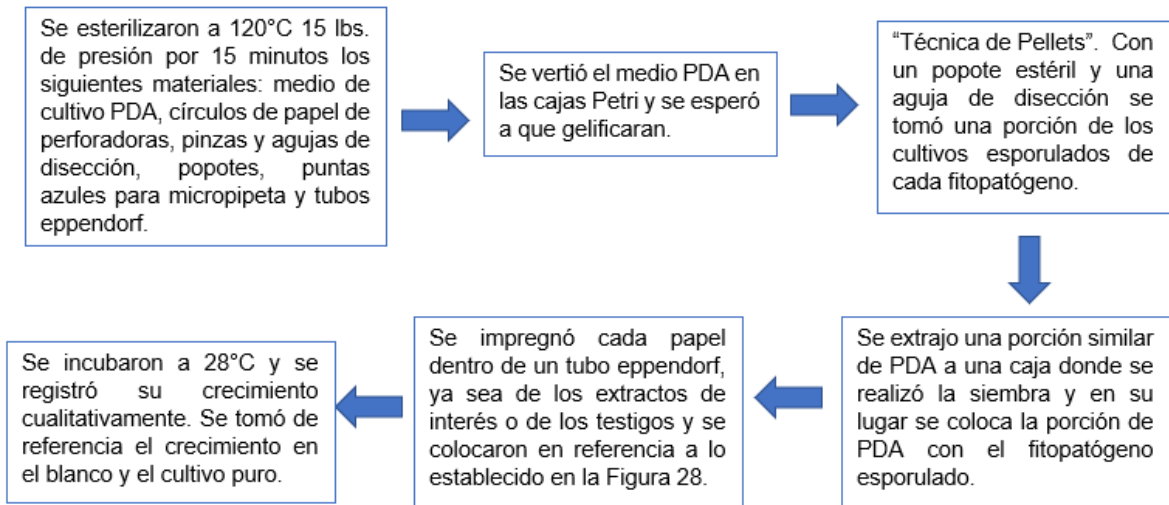 Se esterilizaron a 120°C 15 lbs.
de presión por 15 minutos los
siguientes materiales: medio de
cultivo PDA, círculos de papel de
perforadoras, pinzas y agujas de
disección, popotes, puntas
azules para micropipeta y tubos
eppendorf.
Se vertió el medio PDA en
las cajas Petri y se esperó
a que gelificaran.
“Técnica de Pellets”. Con
un popote estéril y una
aguja de disección se
tomó una porción de los
cultivos esporulados de
cada fitopatógeno.
Se extrajo una porción similar
de PDA a una caja donde se
realizó la siembra y en su
lugar se coloca la porción de
PDA con el fitopatógeno
esporulado.
Se impregnó cada papel
dentro de un tubo eppendorf,
ya sea de los extractos de
interés o de los testigos y se
colocaron en referencia a lo
establecido en la Figura 28.
Se incubaron a 28°C y se
registró su crecimiento
cualitativamente. Se tomó de
referencia el crecimiento en
el blanco y el cultivo puro.